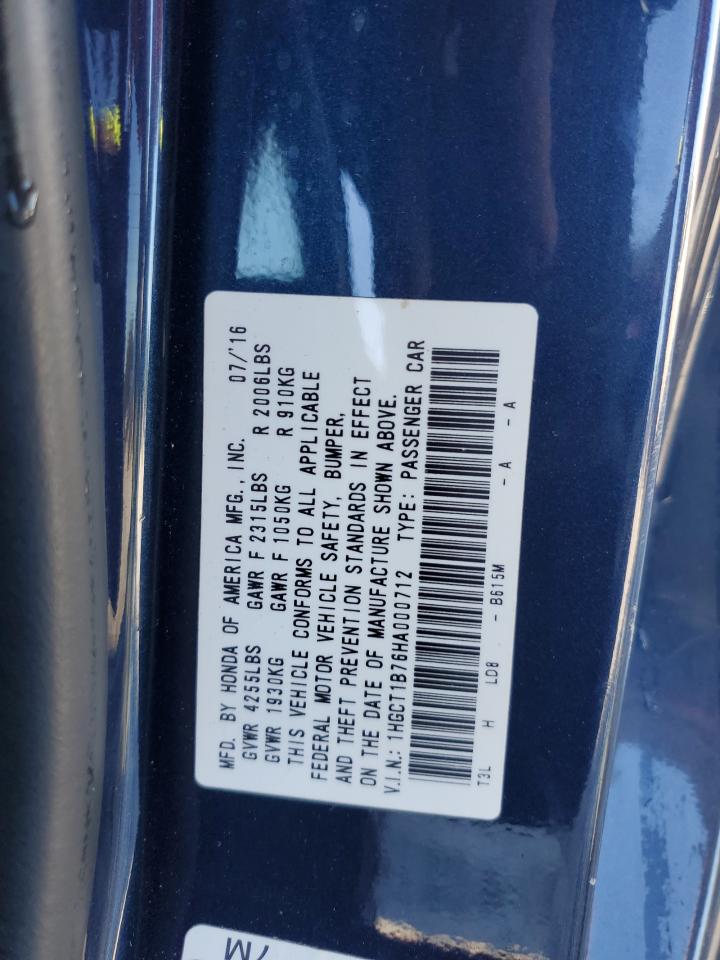 MFD. BY HONDA OF AMERICA MFG., INC. 07/'16
GVWR 4255LBS GAWR F 2315LBS R 2006LBS
GVWR 1930KG GAWR F 1050KG R 910KG
THIS VEHICLE CONFORMS TO ALL APPLICABLE
FEDERAL MOTOR VEHICLE SAFETY, BUMPER,
AND THEFT PREVENTION STANDARDS IN EFFECT
ON THE DATE OF MANUFACTURE SHOWN ABOVE.
V.I.N.: 1HGCT1B76HA000712 TYPE: PASSENGER CAR
T3L H LD8 - B615M - A - A